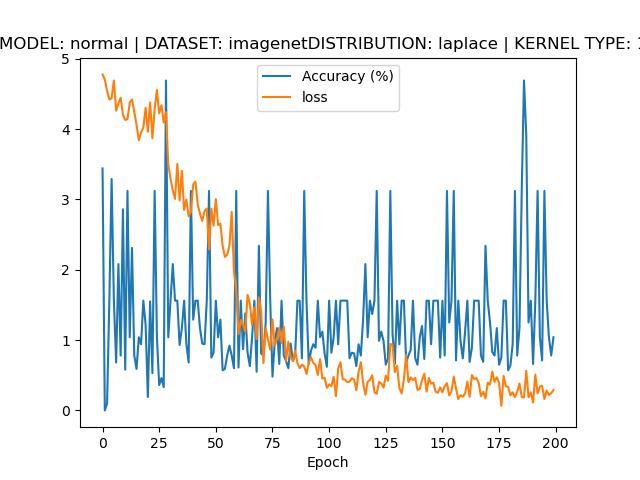 MODEL: normal | DATASET: imagenetDISTRIBUTION: laplace | KERNEL TYPE:
Accuracy (%)
loss
5
4
3
2
1
0
0 25 50 75 100 125 150 175 200
Epoch